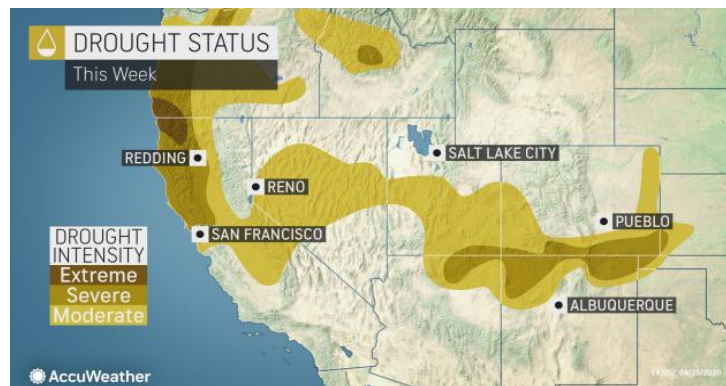 DROUGHT STATUS
This Week
REDDING
RENO
SALT LAKE CITY
SAN FRANCISCO
PUEBLO
ALBUQUERQUE
DROUGHT
INTENSITY
Extreme
Severe
Moderate
AccuWeather